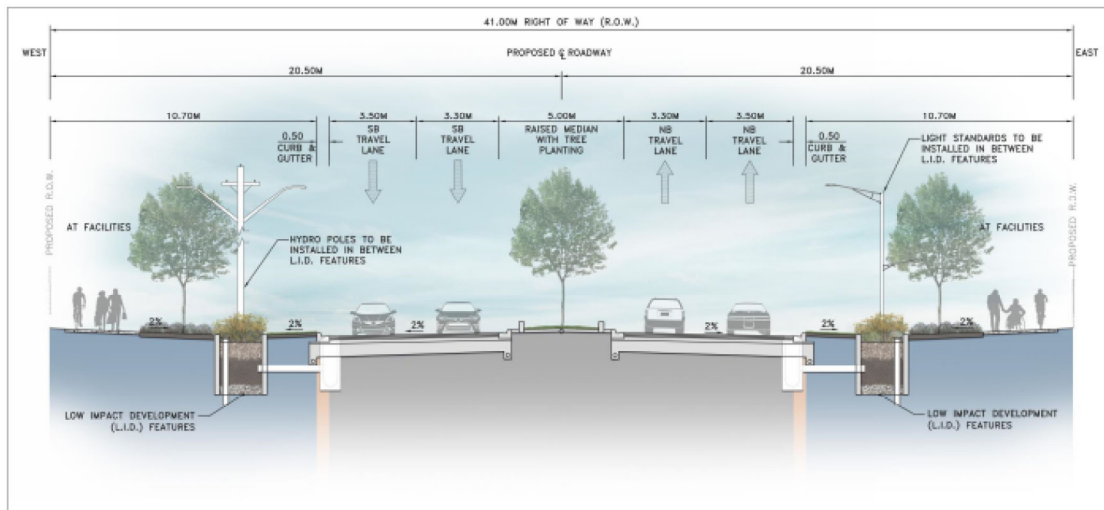 41.00M RIGHT OF WAY (R.O.W.)
WEST
PROPOSED ℄ ROADWAY
EAST
20.50M
20.50M
10.70M
3.50M
3.30M
5.00M
3.30M
3.50M
10.70M
0.50
CURB &
GUTTER
SB
TRAVEL
LANE
SB
TRAVEL
LANE
RAISED MEDIAN
WITH TREE
PLANTING
NB
TRAVEL
LANE
NB
TRAVEL
LANE
0.50
CURB &
GUTTER
LIGHT STANDARDS TO BE
INSTALLED IN BETWEEN
L.I.D. FEATURES
PROPOSED R.O.W.
AT FACILITIES
HYDRO POLES TO BE
INSTALLED IN BETWEEN
L.I.D. FEATURES
AT FACILITIES
PROPOSED R.O.W.
2%
2%
2%
2%
2%
2%
LOW IMPACT DEVELOPMENT
(L.I.D.) FEATURES
LOW IMPACT DEVELOPMENT
(L.I.D.) FEATURES